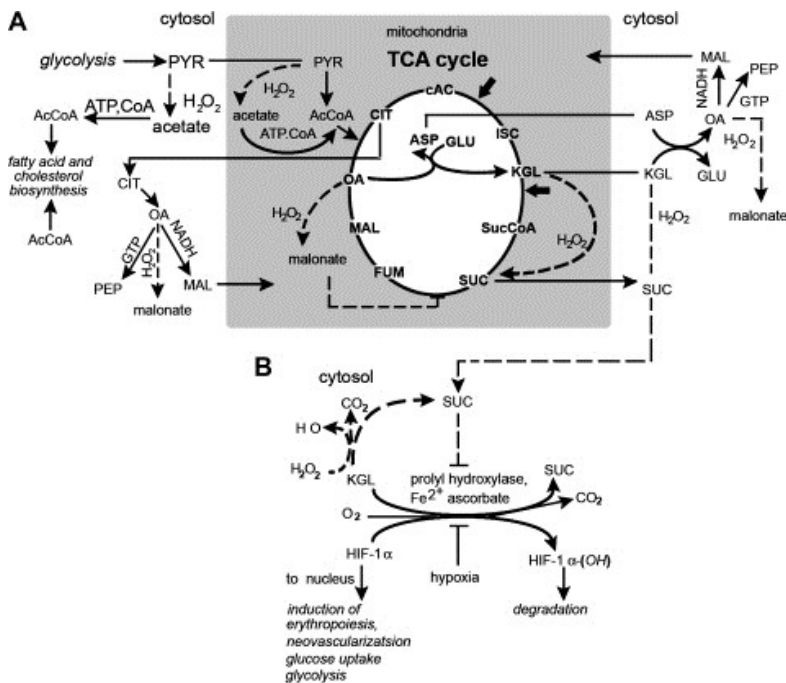 A
cytosol
mitochondria
cytosol
TCA cycle
glycolysis
PYR
PYR
H₂O₂
ATP,CoA
AcCoA
acetate
H₂O₂
acetate
ATP.CoA
AcCoA
fatty acid and
cholesterol
biosynthesis
AcCoA
CIT
OA
GTP
H₂O₂
NADH
PEP
MAL
malonate
cAC
CIT
ISC
ASP
GLU
OA
KGL
MAL
SucCoA
FUM
SUC
H₂O₂
malonate
H₂O₂
MAL
PEP
NADH
GTP
ASP
OA
H₂O₂
KGL
GLU
H₂O₂
malonate
SUC
B
cytosol
CO₂
SUC
H O
H₂O₂
KGL
prolyl hydroxylase,
Fe²⁺ ascorbate
SUC
CO₂
O₂
HIF-1α
HIF-1 α-(OH)
to nucleus
hypoxia
induction of
erythropoiesis,
neovascularizatsion
glucose uptake
glycolysis
degradation